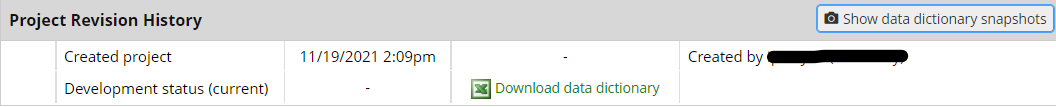 Project Revision History
Show data dictionary snapshots
Created project 11/19/2021 2:09pm - Created by
Development status (current) - Download data dictionary